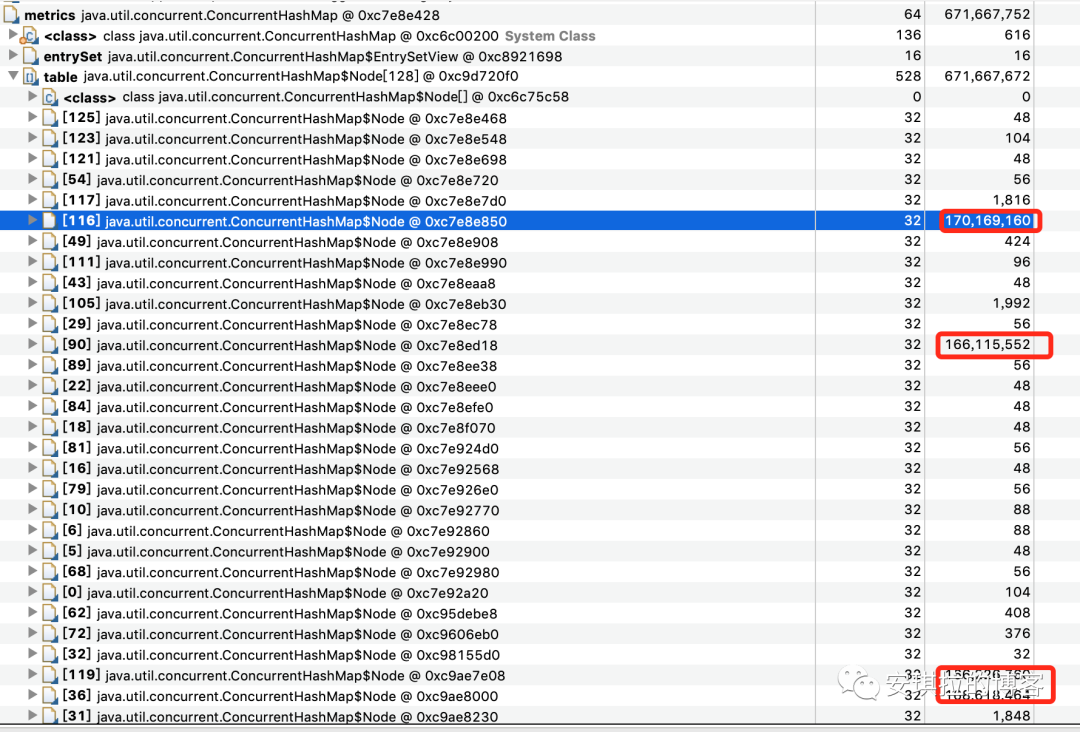 metrics java.util.concurrent.ConcurrentHashMap @ 0xc7e8e428 64 671,667,752
<class> class java.util.concurrent.ConcurrentHashMap @ 0xc6c00200 System Class 136 616
entrySet java.util.concurrent.ConcurrentHashMap$EntrySetView @ 0xc8921698 16 16
table java.util.concurrent.ConcurrentHashMap$Node[128] @ 0xc9d720f0 528 671,667,672
<class> class java.util.concurrent.ConcurrentHashMap$Node[] @ 0xc6c75c58 0 0
[125] java.util.concurrent.ConcurrentHashMap$Node @ 0xc7e8e468 32 48
[123] java.util.concurrent.ConcurrentHashMap$Node @ 0xc7e8e548 32 104
[121] java.util.concurrent.ConcurrentHashMap$Node @ 0xc7e8e698 32 48
[54] java.util.concurrent.ConcurrentHashMap$Node @ 0xc7e8e720 32 56
[117] java.util.concurrent.ConcurrentHashMap$Node @ 0xc7e8e7d0 32 1,816
[116] java.util.concurrent.ConcurrentHashMap$Node @ 0xc7e8e850 32 170,169,160
[49] java.util.concurrent.ConcurrentHashMap$Node @ 0xc7e8e908 32 424
[111] java.util.concurrent.ConcurrentHashMap$Node @ 0xc7e8e990 32 96
[43] java.util.concurrent.ConcurrentHashMap$Node @ 0xc7e8eaa8 32 48
[105] java.util.concurrent.ConcurrentHashMap$Node @ 0xc7e8eb30 32 1,992
[29] java.util.concurrent.ConcurrentHashMap$Node @ 0xc7e8ec78 32 56
[90] java.util.concurrent.ConcurrentHashMap$Node @ 0xc7e8ed18 32 166,115,552
[89] java.util.concurrent.ConcurrentHashMap$Node @ 0xc7e8ee38 32 56
[22] java.util.concurrent.ConcurrentHashMap$Node @ 0xc7e8eee0 32 48
[84] java.util.concurrent.ConcurrentHashMap$Node @ 0xc7e8efe0 32 48
[18] java.util.concurrent.ConcurrentHashMap$Node @ 0xc7e8f070 32 48
[81] java.util.concurrent.ConcurrentHashMap$Node @ 0xc7e924d0 32 56
[16] java.util.concurrent.ConcurrentHashMap$Node @ 0xc7e92568 32 48
[79] java.util.concurrent.ConcurrentHashMap$Node @ 0xc7e926e0 32 56
[10] java.util.concurrent.ConcurrentHashMap$Node @ 0xc7e92770 32 88
[6] java.util.concurrent.ConcurrentHashMap$Node @ 0xc7e92860 32 88
[5] java.util.concurrent.ConcurrentHashMap$Node @ 0xc7e92900 32 48
[68] java.util.concurrent.ConcurrentHashMap$Node @ 0xc7e92980 32 56
[0] java.util.concurrent.ConcurrentHashMap$Node @ 0xc7e92a20 32 104
[62] java.util.concurrent.ConcurrentHashMap$Node @ 0xc95debe8 32 408
[72] java.util.concurrent.ConcurrentHashMap$Node @ 0xc9606eb0 32 376
[32] java.util.concurrent.ConcurrentHashMap$Node @ 0xc98155d0 32 32
[119] java.util.concurrent.ConcurrentHashMap$Node @ 0xc9ae7e08 32
安琪拉的博客
[36] java.util.concurrent.ConcurrentHashMap$Node @ 0xc9ae8000 32
[31] java.util.concurrent.ConcurrentHashMap$Node @ 0xc9ae8230 32 1,848